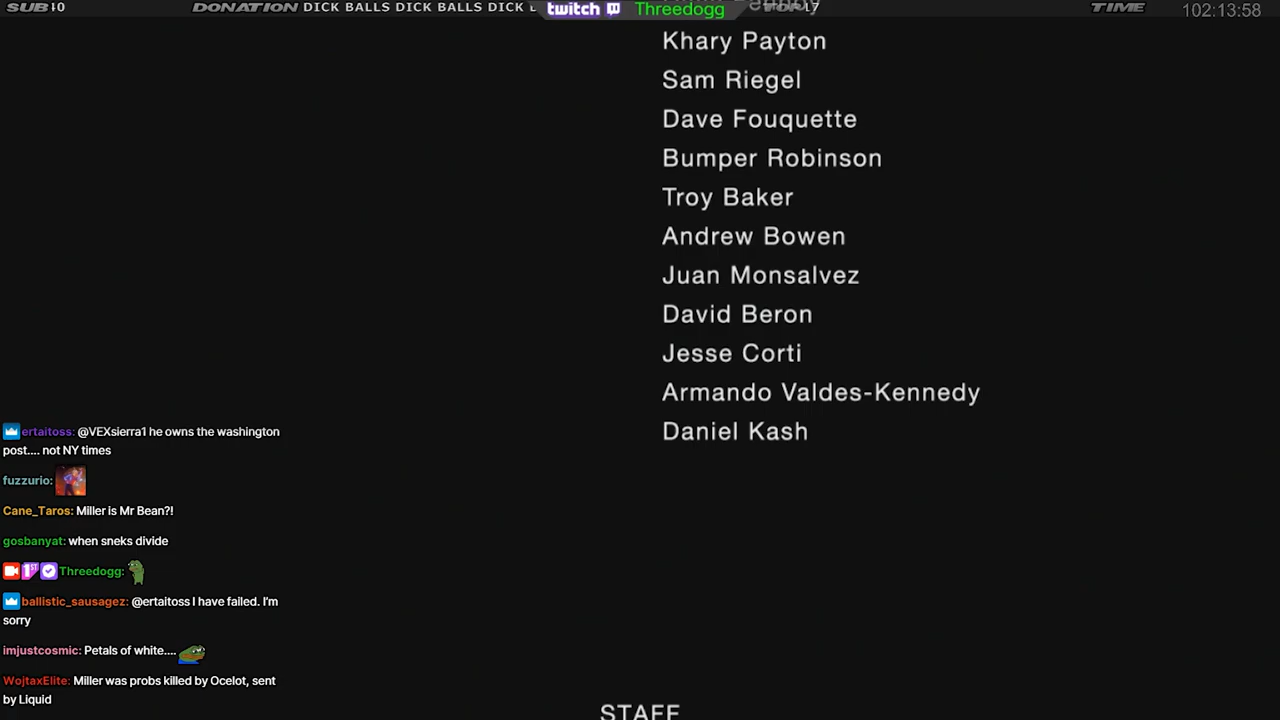 SUB
DONATION DICK BALLS DICK BALLS DICK
twitch Threedogg
17
TIME
102:13:58
Khary Payton
Sam Riegel
Dave Fouquette
Bumper Robinson
Troy Baker
Andrew Bowen
Juan Monsalvez
David Beron
Jesse Corti
Armando Valdes-Kennedy
Daniel Kash
ertaitoss: @VEXsierra1 he owns the washington
post.... not NY times
fuzzurio:
Cane_Taros: Miller is Mr Bean?!
gosbanyat: when sneks divide
Threedogg:
ballistic_sausagez: @ertaitoss I have failed. I'm
sorry
imjustcosmic: Petals of white....
WojtaxElite: Miller was probs killed by Ocelot, sent
by Liquid
STAFF